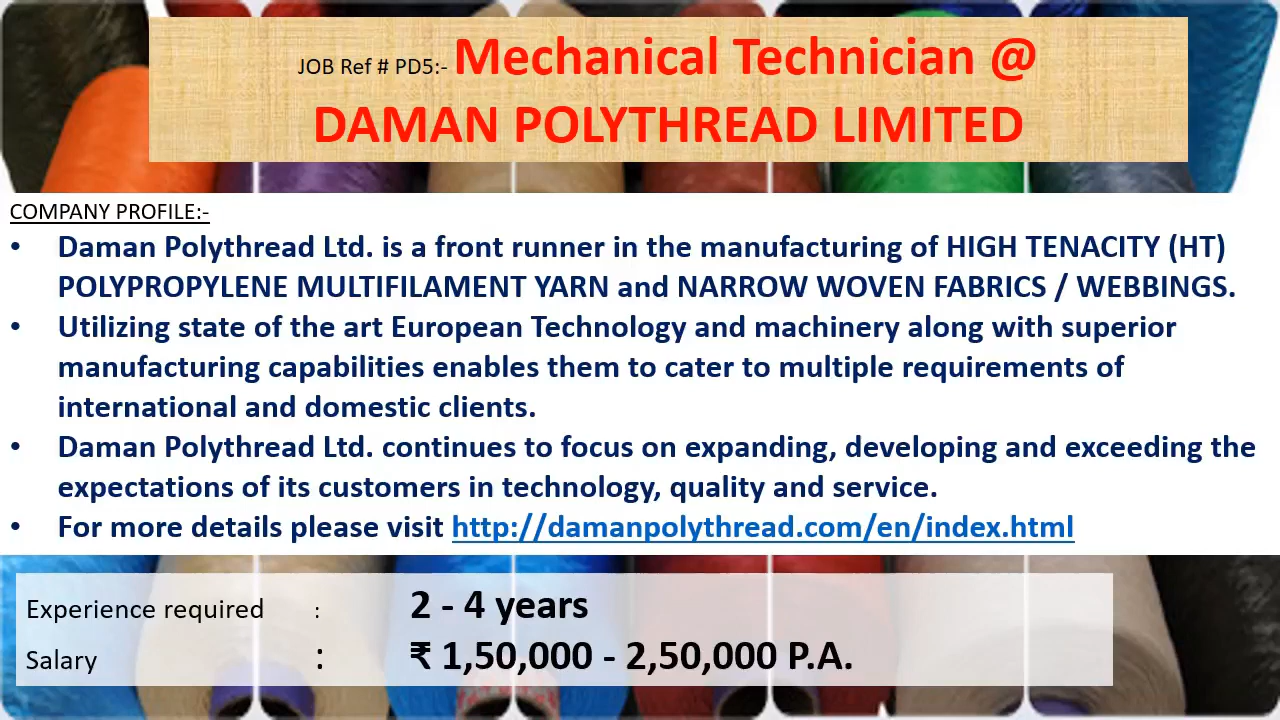 JOB Ref # PD5:- Mechanical Technician @
DAMAN POLYTHREAD LIMITED
COMPANY PROFILE:-
• Daman Polythread Ltd. is a front runner in the manufacturing of HIGH TENACITY (HT)
POLYPROPYLENE MULTIFILAMENT YARN and NARROW WOVEN FABRICS / WEBBINGS.
• Utilizing state of the art European Technology and machinery along with superior
manufacturing capabilities enables them to cater to multiple requirements of
international and domestic clients.
• Daman Polythread Ltd. continues to focus on expanding, developing and exceeding the
expectations of its customers in technology, quality and service.
• For more details please visit http://damanpolythread.com/en/index.html
Experience required : 2 - 4 years
Salary : ₹ 1,50,000 - 2,50,000 P.A.